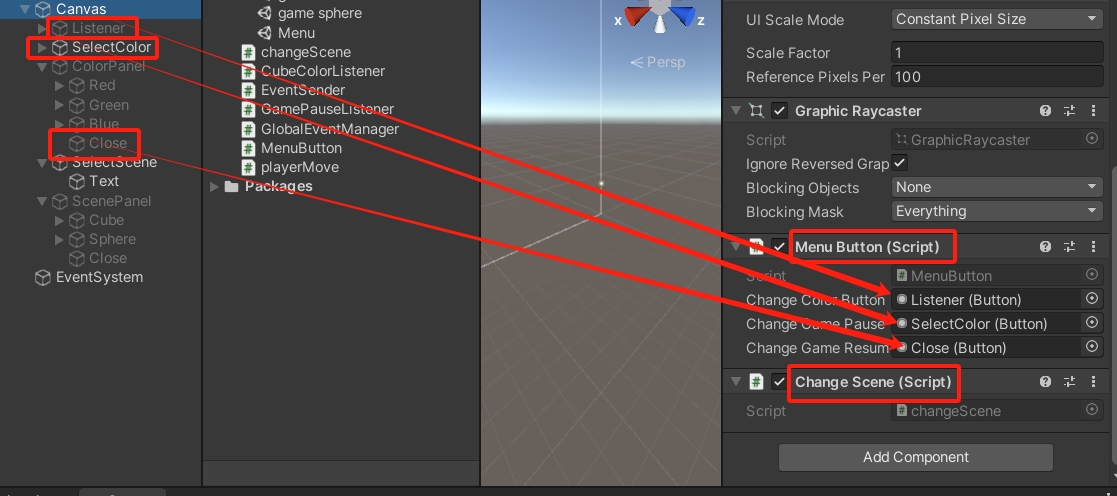 Canvas
Listener
SelectColor
ColorPanel
Red
Green
Blue
Close
SelectScene
Text
ScenePanel
Cube
Sphere
Close
EventSystem
game sphere
Menu
changeScene
CubeColorListener
EventSender
GamePauseListener
GlobalEventManager
MenuButton
playerMove
Packages
x
z
Persp
UI Scale Mode
Constant Pixel Size
Scale Factor
1
Reference Pixels Per
100
Graphic Raycaster
Script
GraphicRaycaster
Ignore Reversed Grap
Blocking Objects
None
Blocking Mask
Everything
Menu Button (Script)
Script
MenuButton
Change Color Button
Listener (Button)
Change Game Pause
SelectColor (Button)
Change Game Resum
Close (Button)
Change Scene (Script)
Script
changeScene
Add Component